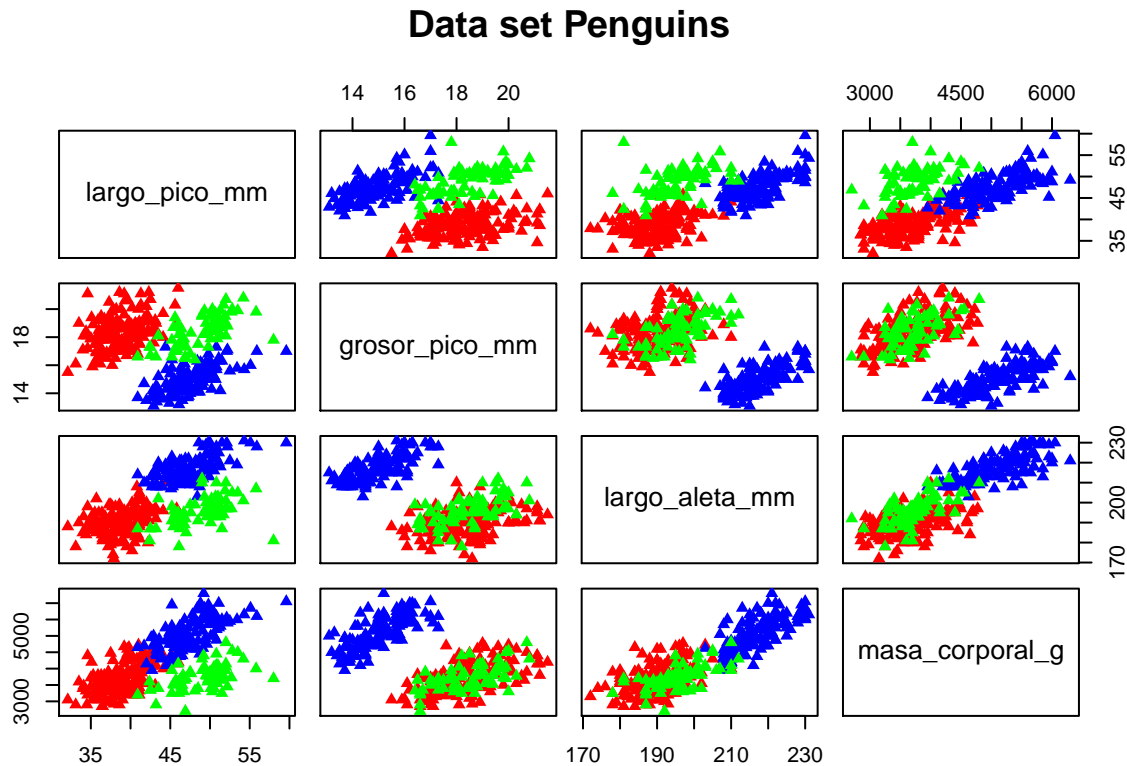 Data set Penguins
14 16 18 20
3000 4500 6000
largo_pico_mm
35 45 55
grosor_pico_mm
14 18
largo_aleta_mm
170 200 230
masa_corporal_g
3000 5000
35 45 55
170 190 210 230